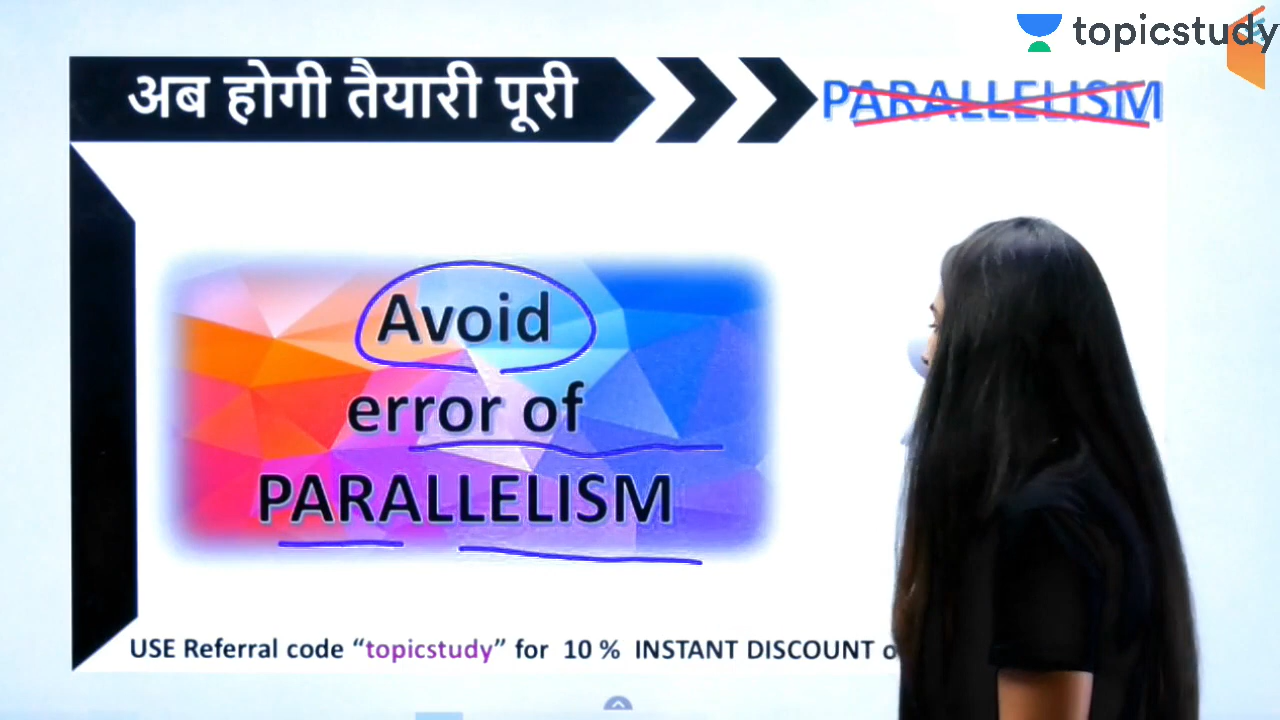 topicstudy
अब होगी तैयारी पूरी
PARALLELISM
Avoid
error of
PARALLELISM
USE Referral code “topicstudy” for 10 % INSTANT DISCOUNT